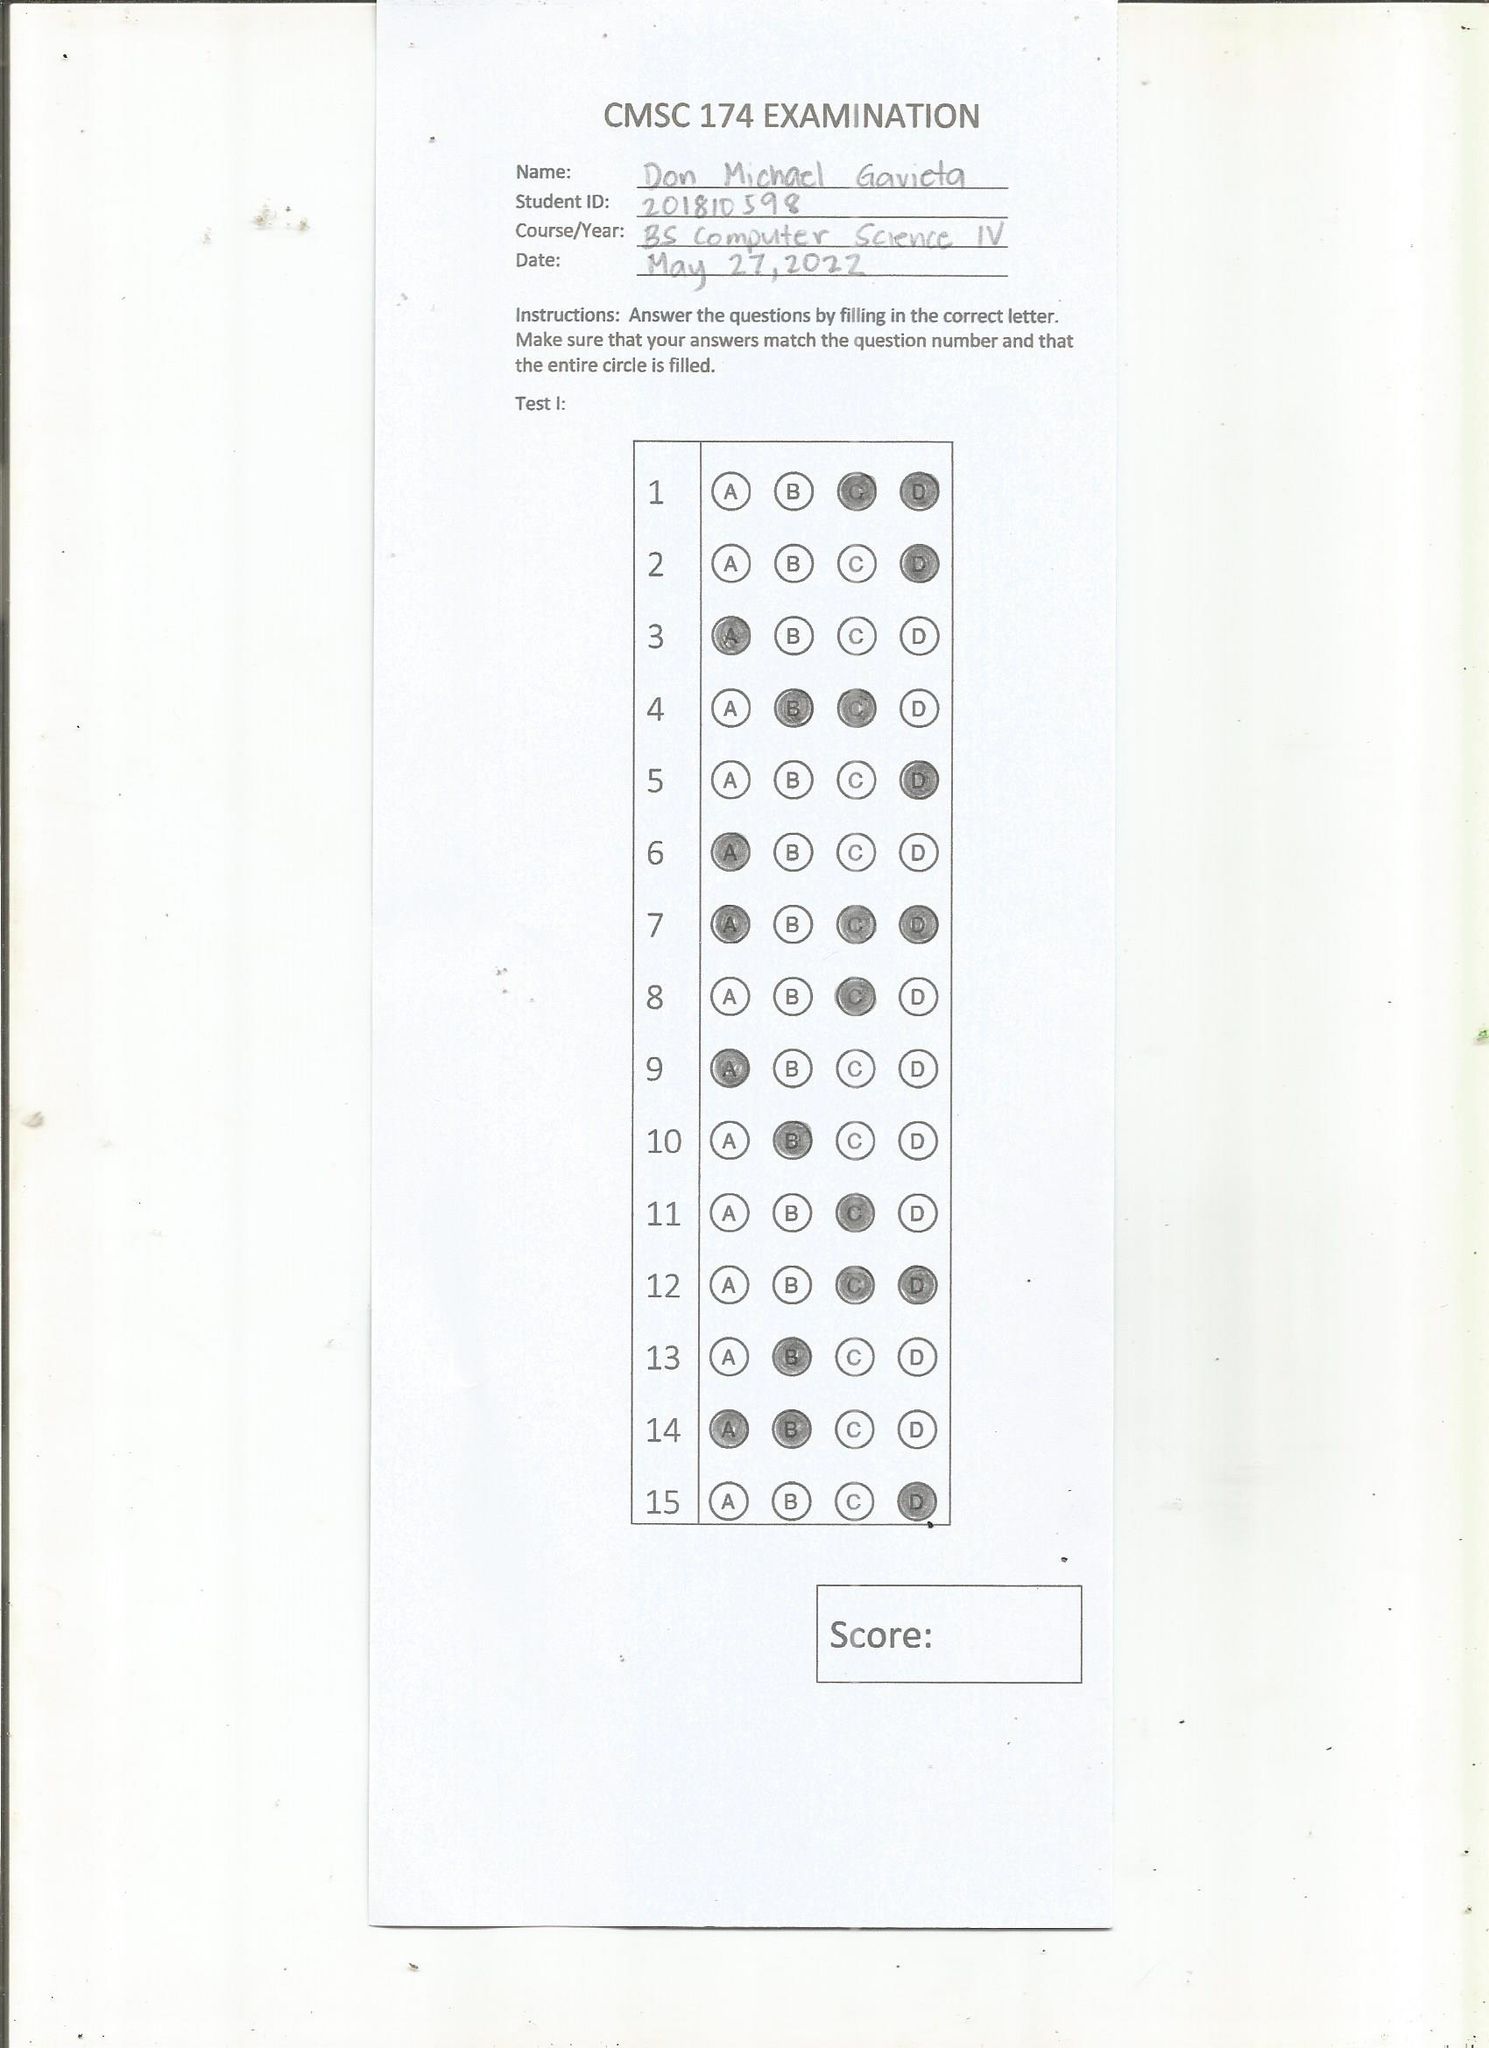 CMSC 174 EXAMINATION
Name: Don Michael Gavieta
Student ID: 201810598
Course/Year: BS Computer Science IV
Date: May 27, 2022
Instructions: Answer the questions by filling in the correct letter.
Make sure that your answers match the question number and that
the entire circle is filled.
Test I:
1 A B C D
2 A B C D
3 A B C D
4 A B C D
5 A B C D
6 A B C D
7 A B C D
8 A B C D
9 A B C D
10 A B C D
11 A B C D
12 A B C D
13 A B C D
14 A B C D
15 A B C D
Score: